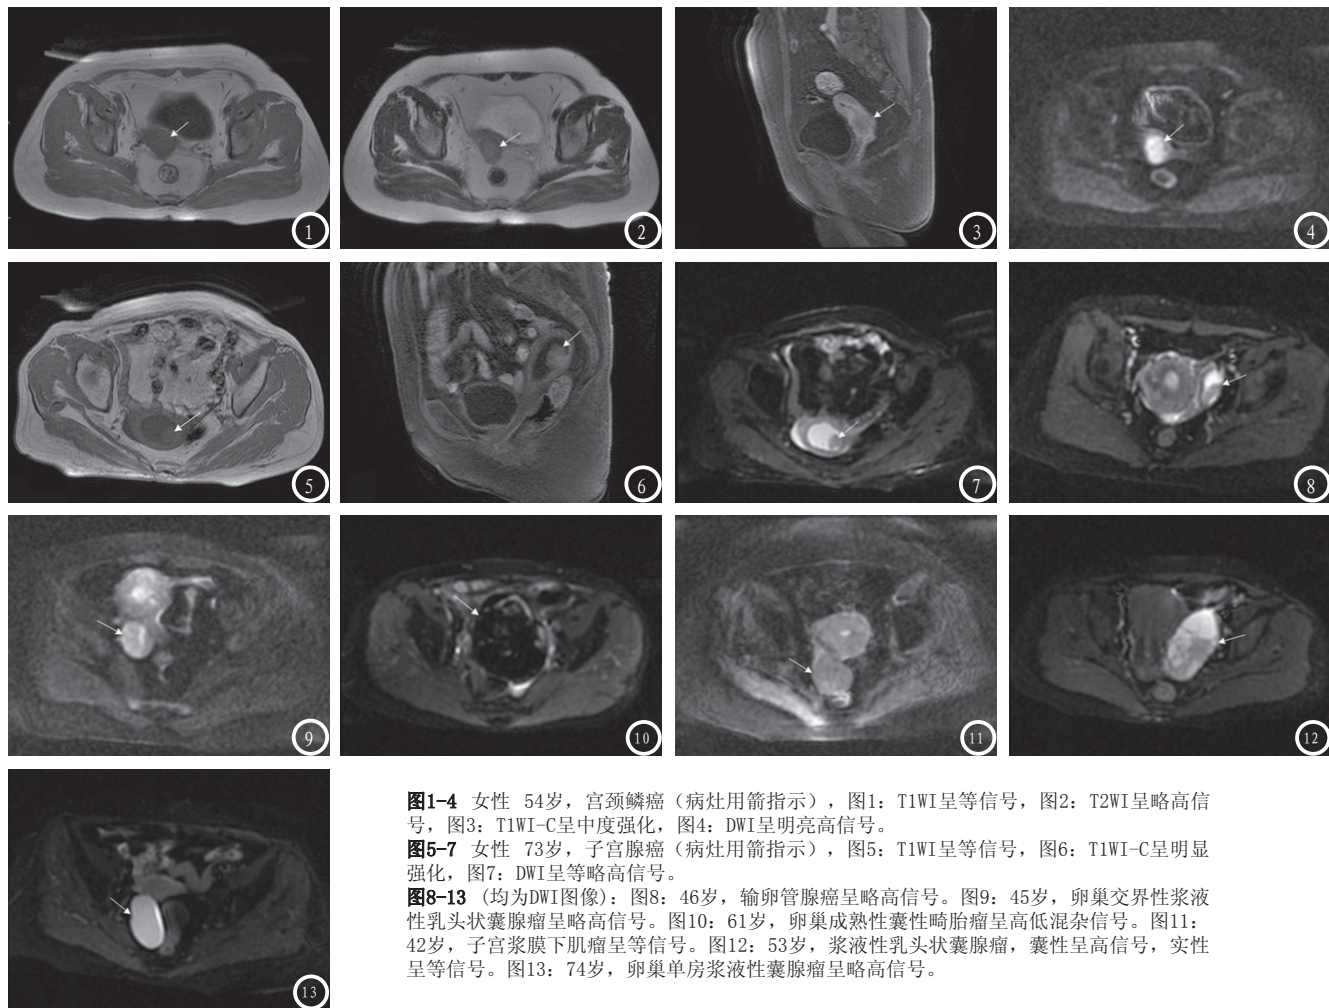 1
2
3
4
5
6
7
8
9
10
11
12
13
图1-4 女性 54岁，宫颈鳞癌（病灶用箭指示），图1：T1WI呈等信号，图2：T2WI呈略高信
号，图3：T1WI-C呈中度强化，图4：DWI呈明亮高信号。
图5-7 女性 73岁，子宫腺癌（病灶用箭指示），图5：T1WI呈等信号，图6：T1WI-C呈明显
强化，图7：DWI呈等略高信号。
图8-13 (均为DWI图像)：图8：46岁，输卵管腺癌呈略高信号。图9：45岁，卵巢交界性浆液
性乳头状囊腺瘤呈略高信号。图10：61岁，卵巢成熟性囊性畸胎瘤呈高低混杂信号。图11：
42岁，子宫浆膜下肌瘤呈等信号。图12：53岁，浆液性乳头状囊腺瘤，囊性呈高信号，实性
呈等信号。图13：74岁，卵巢单房浆液性囊腺瘤呈略高信号。